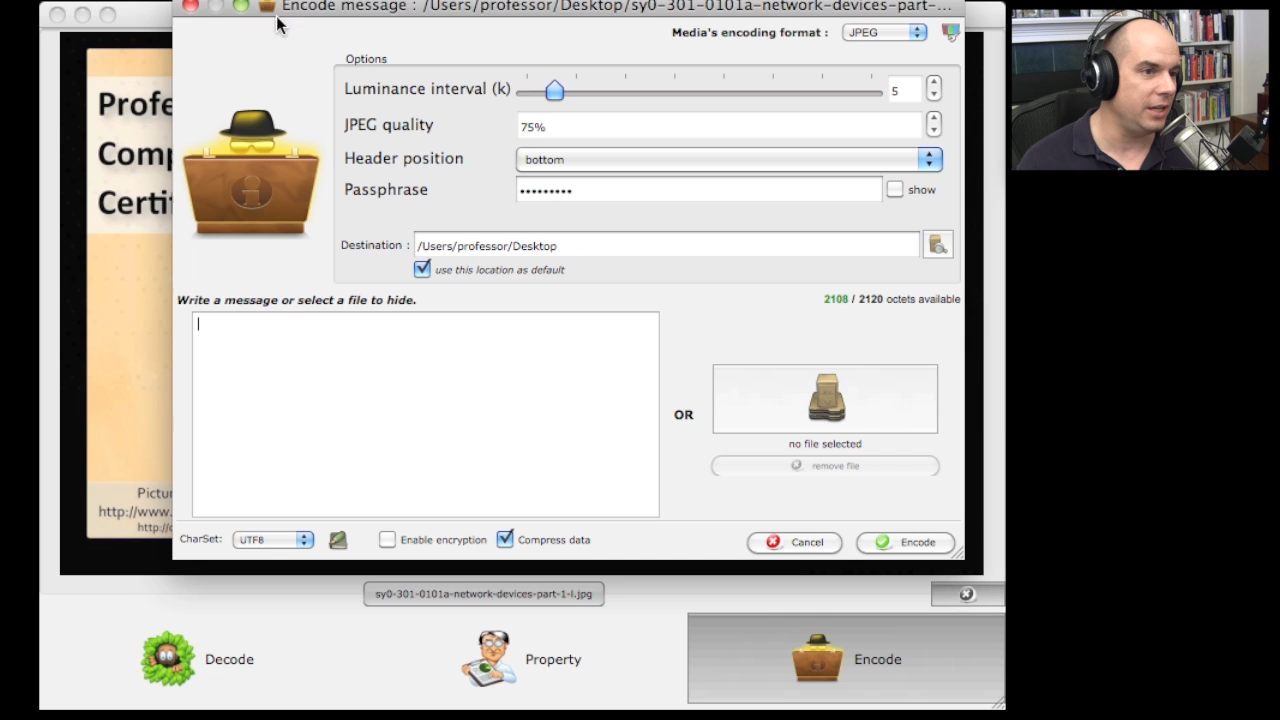 Encode message : /Users/professor/Desktop/sy0-301-0101a-network-devices-part-...
Media's encoding format : JPEG
Options
Luminance interval (k) 5
JPEG quality 75%
Header position bottom
Passphrase ••••••••• show
Destination : /Users/professor/Desktop
use this location as default
Write a message or select a file to hide.
2108 / 2120 octets available
OR
no file selected
remove file
CharSet: UTF8 Enable encryption Compress data Cancel Encode
Profe
Comp
Certi
Pictu
http://www.
http://
sy0-301-0101a-network-devices-part-1-l.jpg
Decode Property Encode